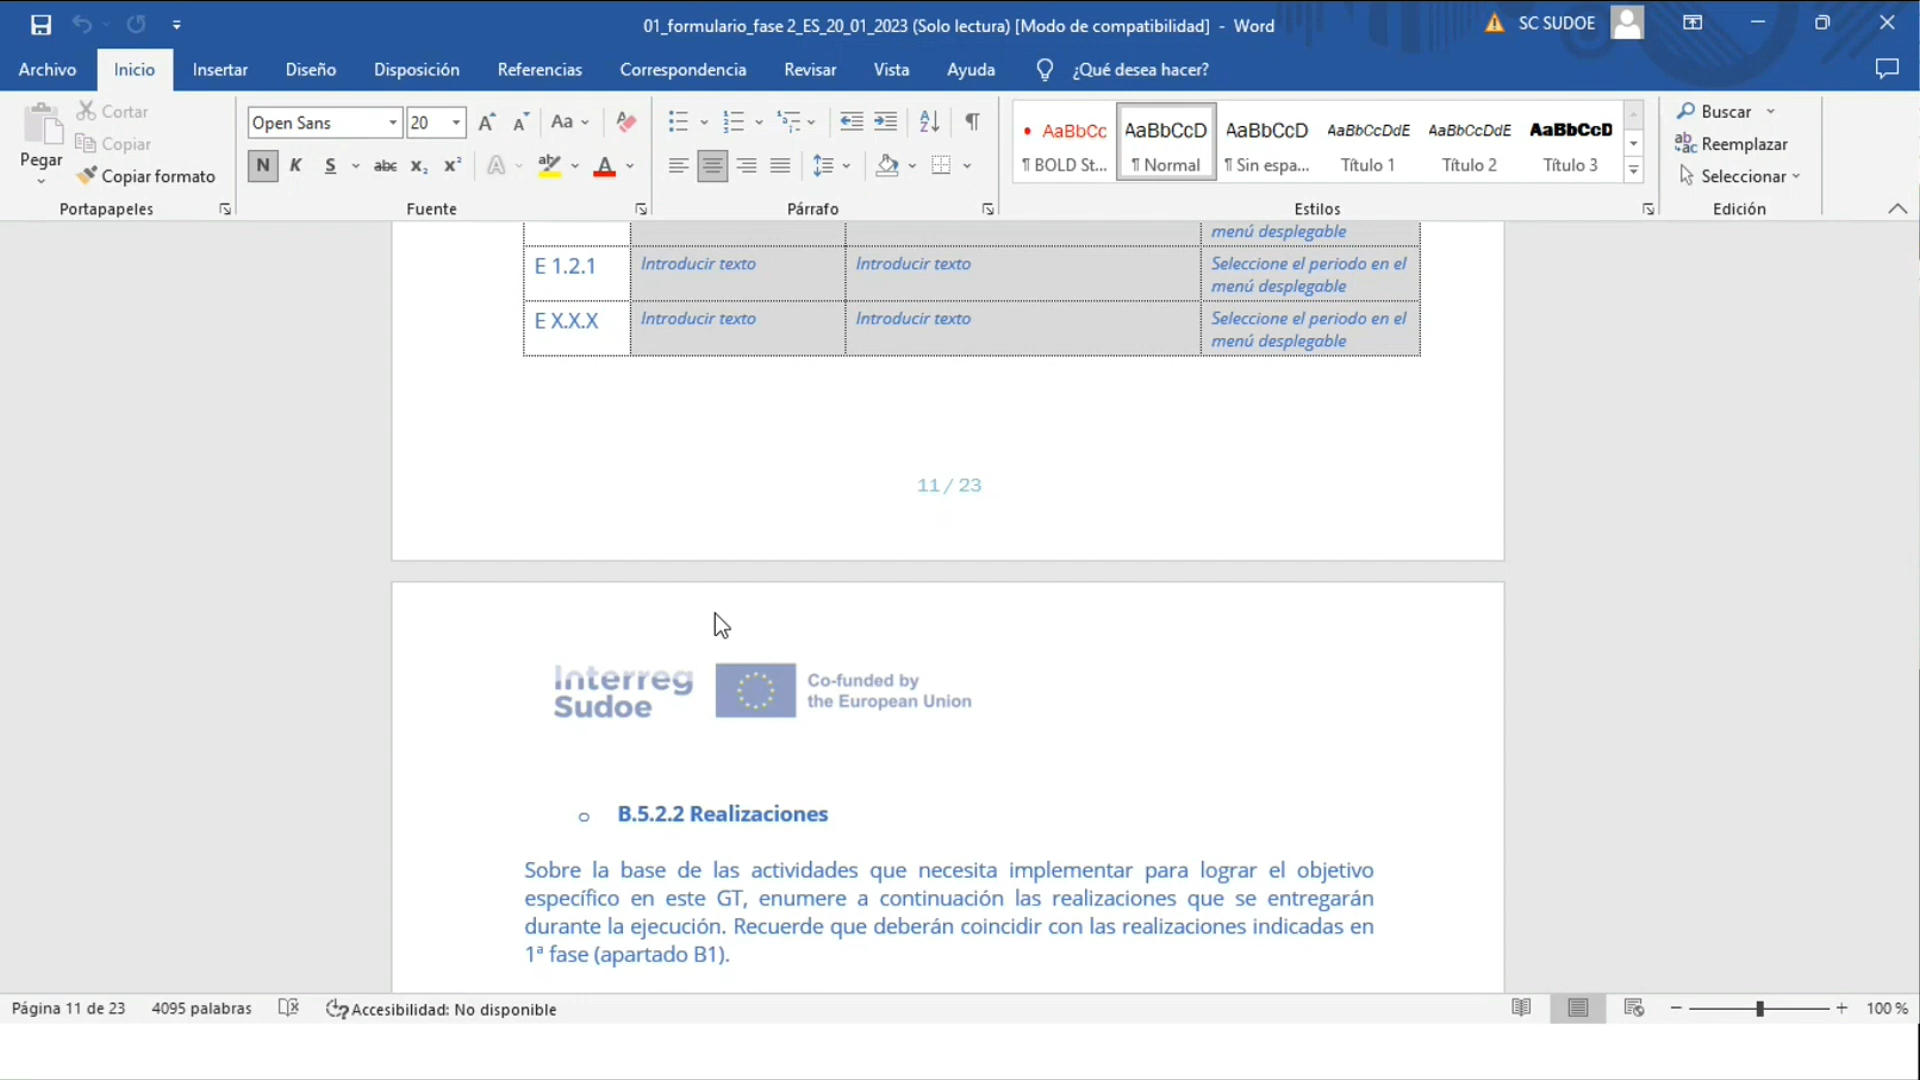 01_formulario_fase 2_ES_20_01_2023 (Solo lectura) [Modo de compatibilidad] - Word
SC SUDOE
Archivo
Inicio
Insertar
Diseño
Disposición
Referencias
Correspondencia
Revisar
Vista
Ayuda
¿Qué desea hacer?
Pegar
Cortar
Copiar
Copiar formato
Portapapeles
Open Sans
20
Aa
N K S abc x₂ x²
Fuente
Párrafo
AaBbCc
¶ BOLD St...
AaBbCcD
¶ Normal
AaBbCcD
¶ Sin espa...
AaBbCcDdE
Título 1
AaBbCcDdE
Título 2
AaBbCcD
Título 3
Estilos
Buscar
Reemplazar
Seleccionar
Edición
menú desplegable
E 1.2.1
Introducir texto
Introducir texto
Seleccione el periodo en el
menú desplegable
E X.X.X
Introducir texto
Introducir texto
Seleccione el periodo en el
menú desplegable
11 / 23
Interreg
Sudoe
Co-funded by
the European Union
o B.5.2.2 Realizaciones
Sobre la base de las actividades que necesita implementar para lograr el objetivo
específico en este GT, enumere a continuación las realizaciones que se entregarán
durante la ejecución. Recuerde que deberán coincidir con las realizaciones indicadas en
1ª fase (apartado B1).
Página 11 de 23
4095 palabras
Accesibilidad: No disponible
100 %